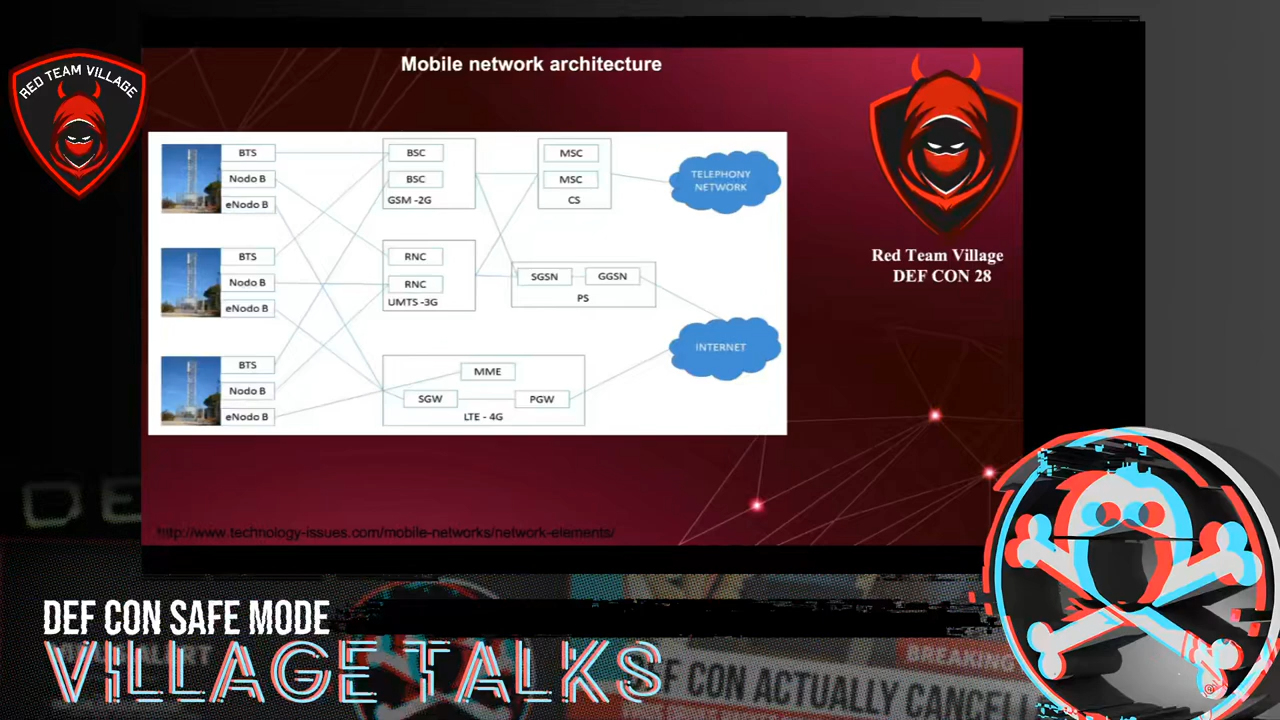 Mobile network architecture
RED TEAM VILLAGE
BTS
Nodo B
eNodo B
BTS
Nodo B
eNodo B
BTS
Nodo B
eNodo B
BSC
BSC
GSM -2G
RNC
RNC
UMTS -3G
MME
SGW
PGW
LTE - 4G
MSC
MSC
CS
SGSN
GGSN
PS
TELEPHONY
NETWORK
INTERNET
Red Team Village
DEF CON 28
http://www.technology-issues.com/mobile-networks/network-elements/
DEF CON SAFE MODE
VILLAGE TALKS
BREAKING
DEF CON ACTUALLY CANCELL